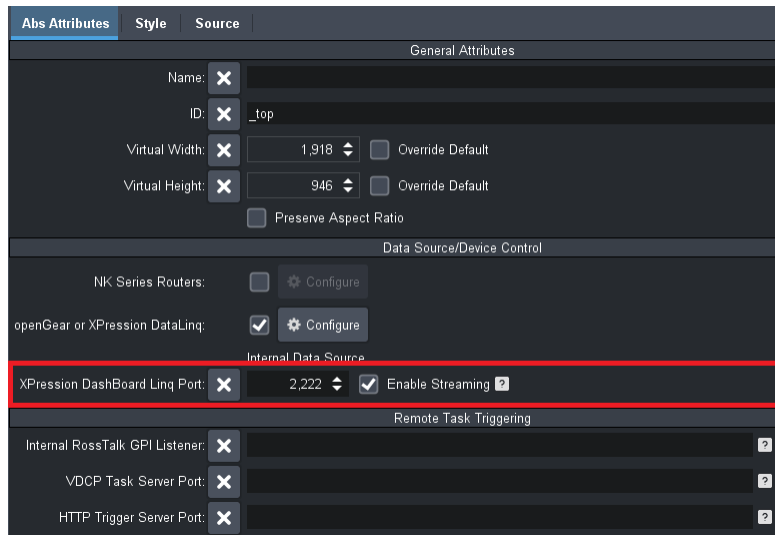 Abs Attributes Style Source
General Attributes
Name:
ID: _top
Virtual Width: 1,918 Override Default
Virtual Height: 946 Override Default
Preserve Aspect Ratio
Data Source/Device Control
NK Series Routers: Configure
openGear or XPression DataLinq: Configure
Internal Data Source
XPression DashBoard Linq Port: 2,222 Enable Streaming ?
Remote Task Triggering
Internal RossTalk GPI Listener: ?
VDCP Task Server Port: ?
HTTP Trigger Server Port: ?